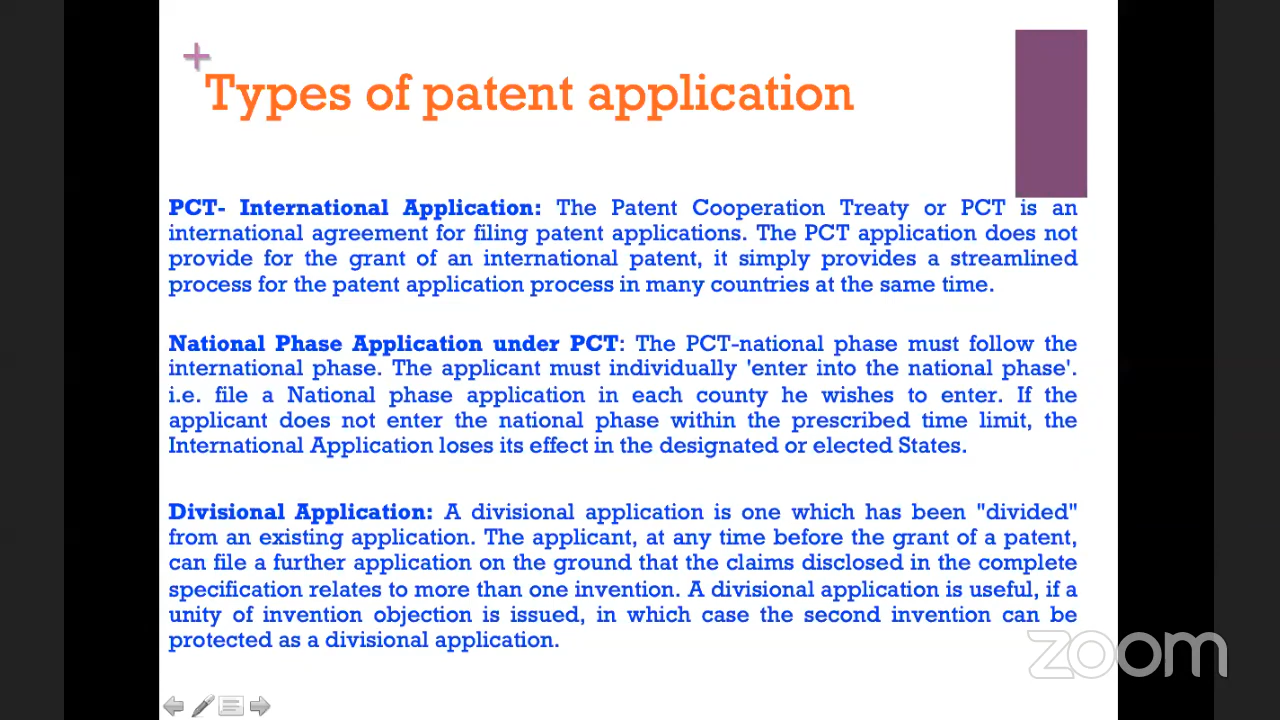 +
Types of patent application
PCT- International Application: The Patent Cooperation Treaty or PCT is an
international agreement for filing patent applications. The PCT application does not
provide for the grant of an international patent, it simply provides a streamlined
process for the patent application process in many countries at the same time.
National Phase Application under PCT: The PCT-national phase must follow the
international phase. The applicant must individually 'enter into the national phase'.
i.e. file a National phase application in each county he wishes to enter. If the
applicant does not enter the national phase within the prescribed time limit, the
International Application loses its effect in the designated or elected States.
Divisional Application: A divisional application is one which has been "divided"
from an existing application. The applicant, at any time before the grant of a patent,
can file a further application on the ground that the claims disclosed in the complete
specification relates to more than one invention. A divisional application is useful, if a
unity of invention objection is issued, in which case the second invention can be
protected as a divisional application.
zoom